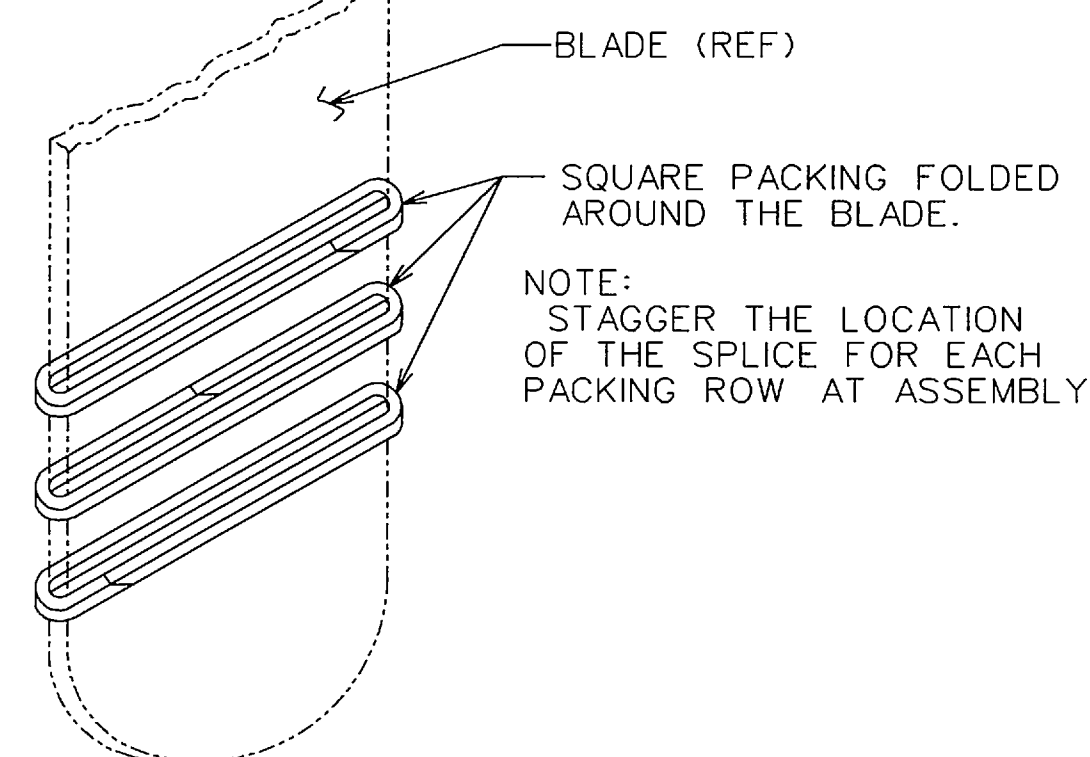 BLADE (REF)
SQUARE PACKING FOLDED
AROUND THE BLADE.
NOTE:
STAGGER THE LOCATION
OF THE SPLICE FOR EACH
PACKING ROW AT ASSEMBLY